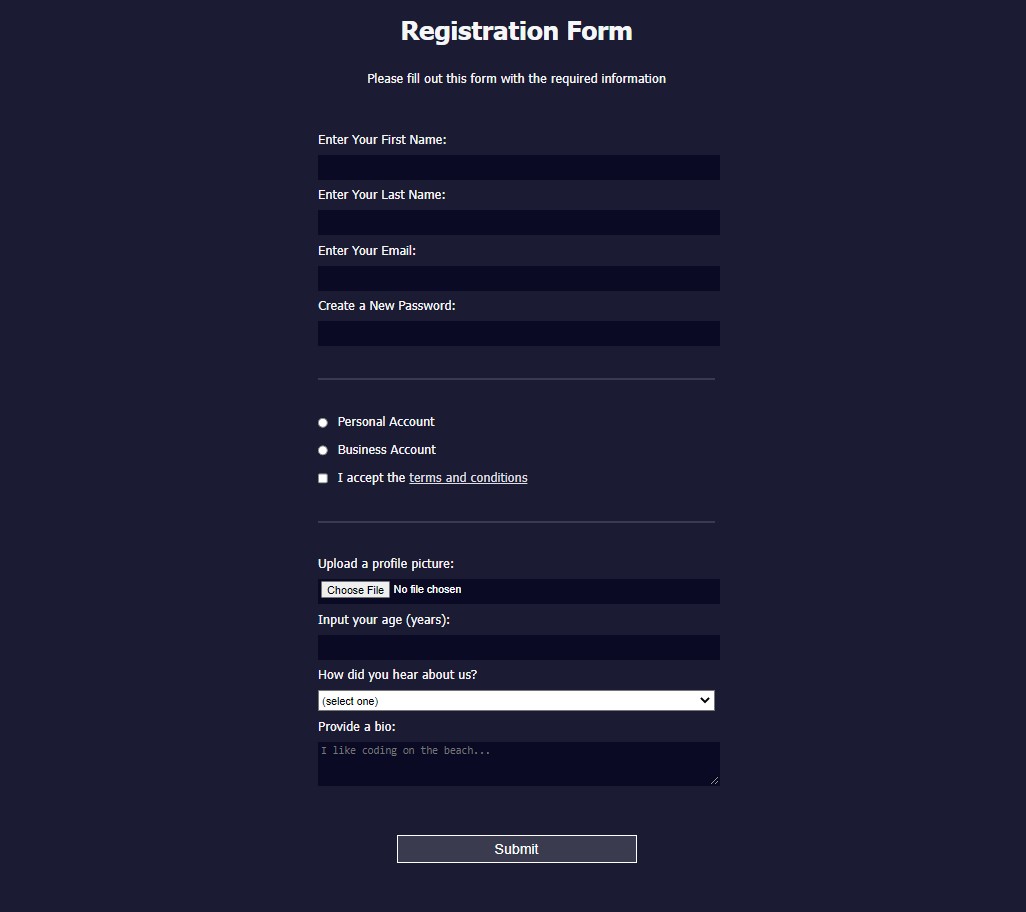 Registration Form
Please fill out this form with the required information
Enter Your First Name:
Enter Your Last Name:
Enter Your Email:
Create a New Password:
Personal Account
Business Account
I accept the terms and conditions
Upload a profile picture:
Choose File No file chosen
Input your age (years):
How did you hear about us?
(select one)
Provide a bio:
I like coding on the beach...
Submit